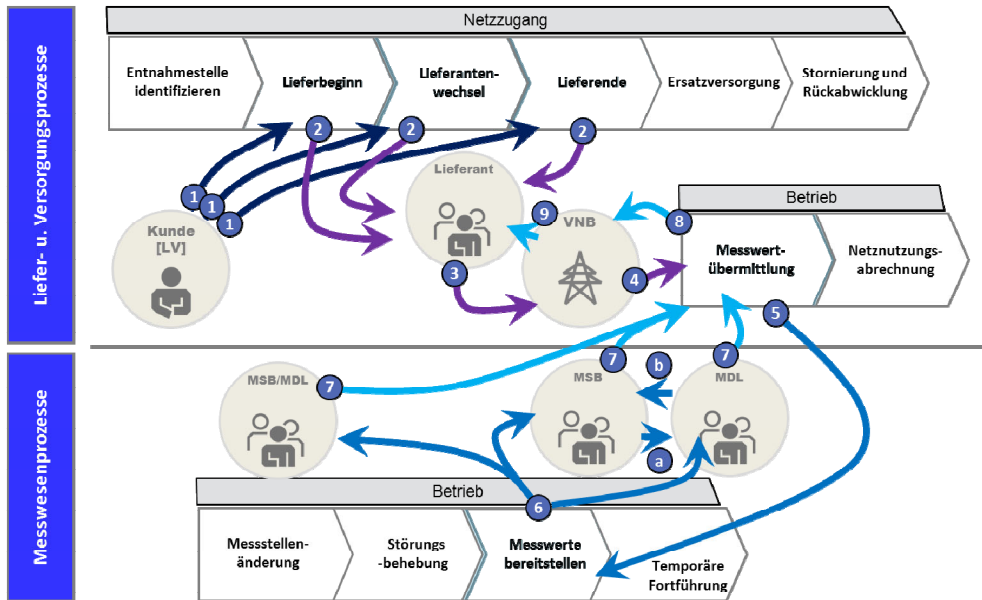 Liefer- u. Versorgungsprozesse
Netzzugang
Entnahmestelle
identifizieren
Lieferbeginn
Lieferanten-
wechsel
Lieferende
Ersatzversorgung
Stornierung und
Rückabwicklung
2
2
2
1
1
1
Kunde
[LV]
Lieferant
9
VNB
8
3
4
Betrieb
Messwert-
übermittlung
Netznutzungs-
abrechnung
5
Messwesenprozesse
MSB/MDL
7
MSB
7
b
MDL
7
a
Betrieb
6
Messstellen-
änderung
Störungs
-behebung
Messwerte
bereitstellen
Temporäre
Fortführung